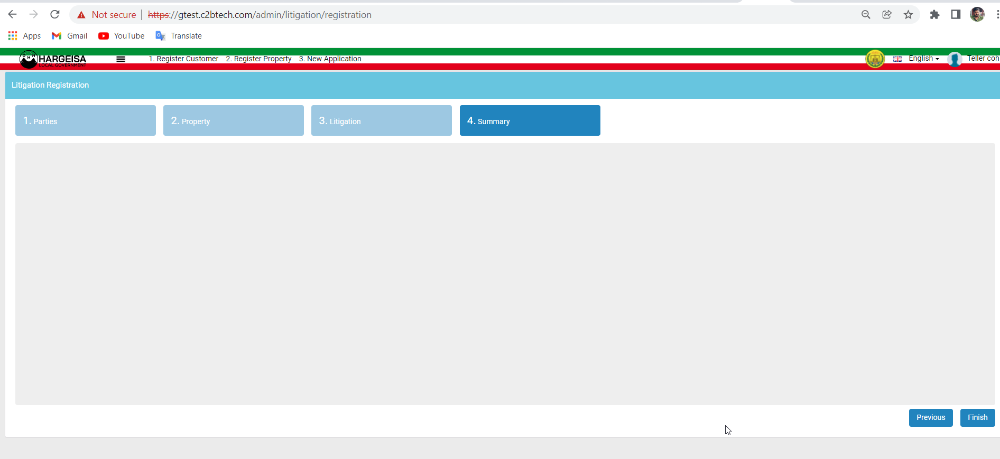 Not secure | https://gtest.c2btech.com/admin/litigation/registration
Apps Gmail YouTube Translate
HARGEISA 1. Register Customer 2. Register Property 3. New Application English Teller coh
LOCAL GOVERNMENT
Litigation Registration
1. Parties 2. Property 3. Litigation 4. Summary
Previous Finish